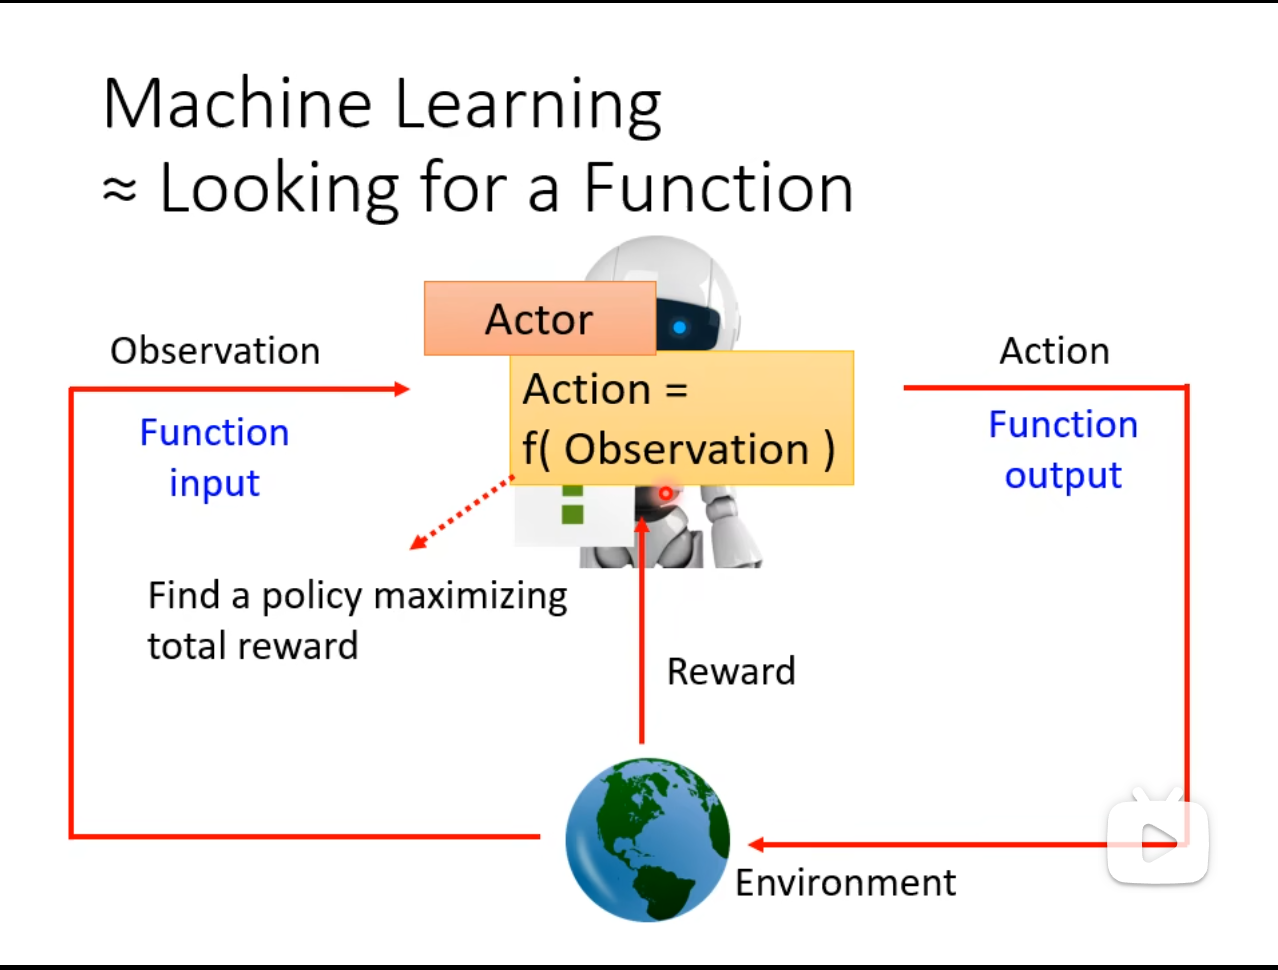 Machine Learning
≈ Looking for a Function
Actor
Observation
Action
Action =
f( Observation )
Function
input
Function
output
Find a policy maximizing
total reward
Reward
Environment